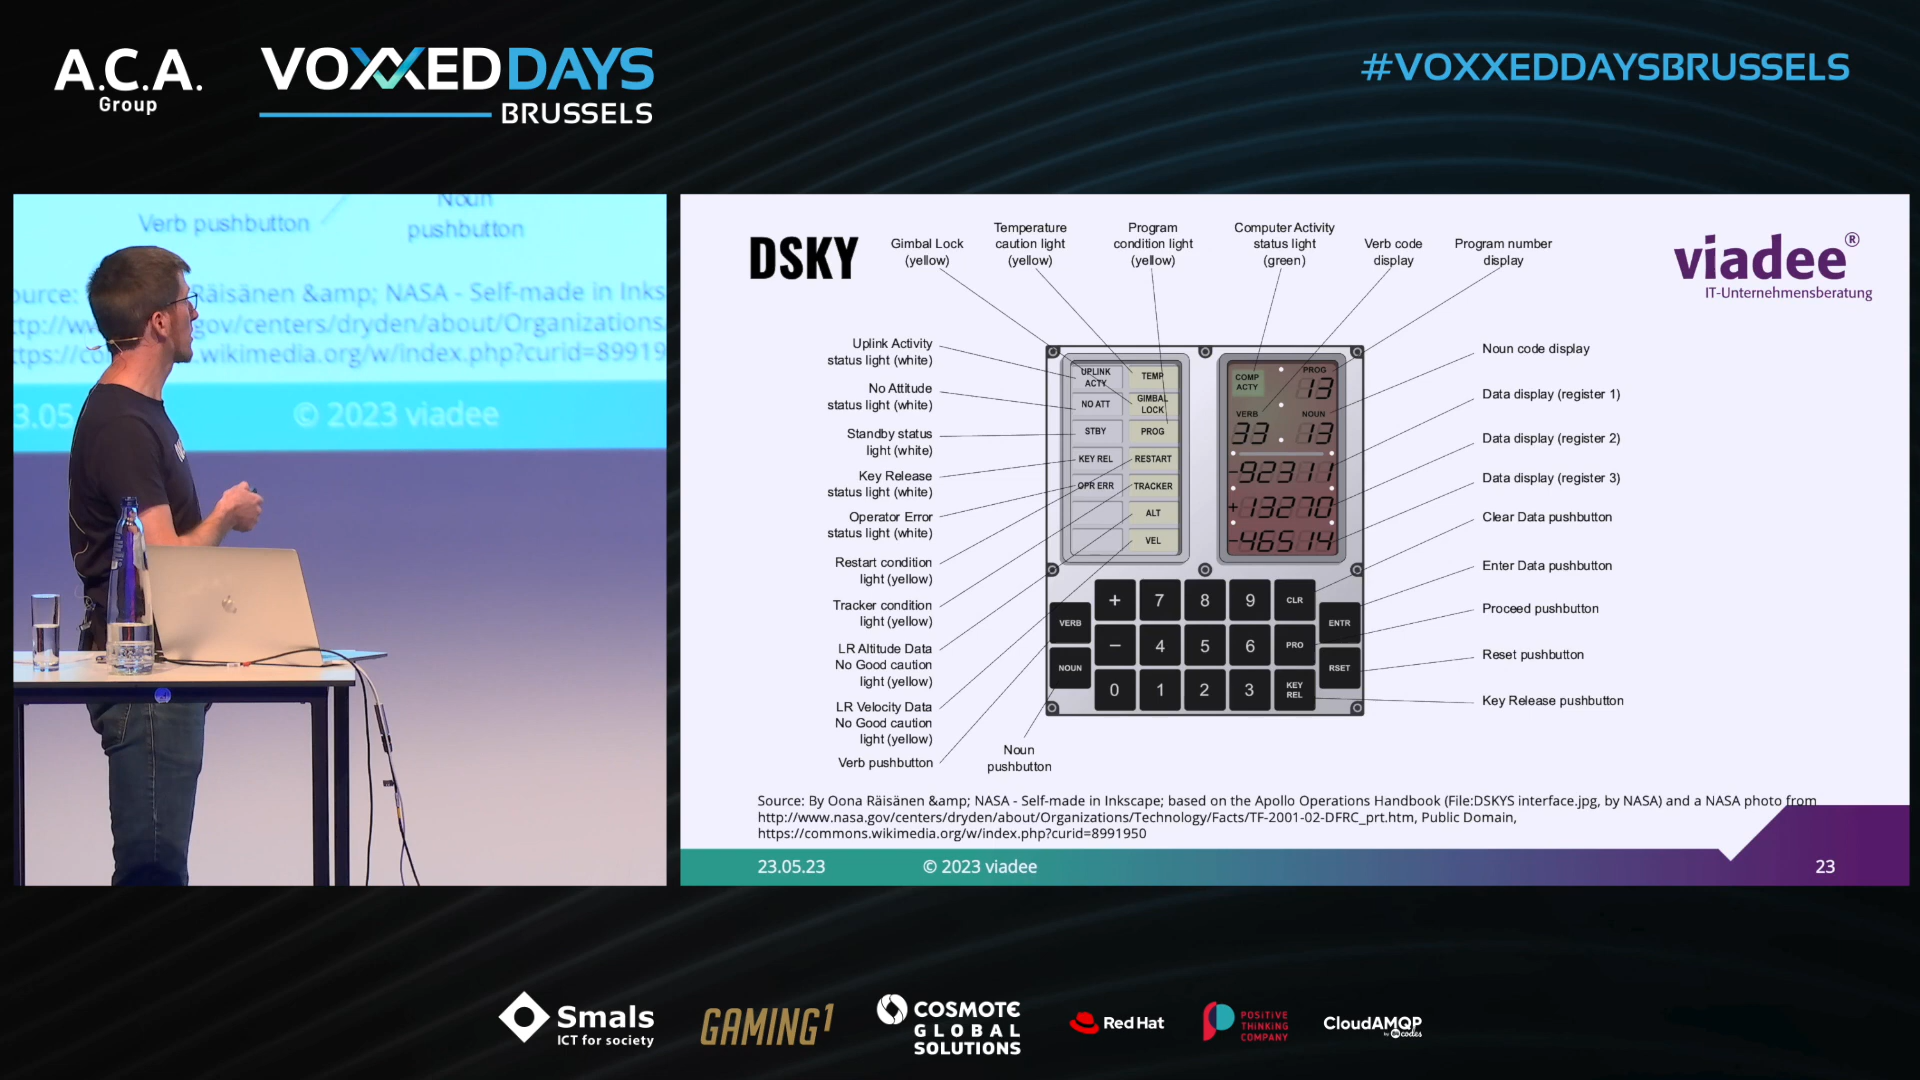 A.C.A.
Group
VOXXEDDAYS
BRUSSELS
#VOXXEDDAYSBRUSSELS
Noun
Verb pushbutton
pushbutton
Räisänen &amp; NASA - Self-made in Inks
gov/centers/dryden/about/Organizations
.wikimedia.org/w/index.php?curid=89919
3.05
© 2023 viadee
DSKY
Gimbal Lock
(yellow)
Temperature
caution light
(yellow)
Program
condition light
(yellow)
Computer Activity
status light
(green)
Verb code
display
Program number
display
viadee®
IT-Unternehmensberatung
Uplink Activity
status light (white)
No Attitude
status light (white)
Standby status
light (white)
Key Release
status light (white)
Operator Error
status light (white)
Restart condition
light (yellow)
Tracker condition
light (yellow)
LR Altitude Data
No Good caution
light (yellow)
LR Velocity Data
No Good caution
light (yellow)
Verb pushbutton
Noun
pushbutton
UPLINK
ACTY
TEMP
NO ATT
GIMBAL
LOCK
STBY
PROG
KEY REL
RESTART
OPR ERR
TRACKER
ALT
VEL
COMP
ACTY
PROG
13
VERB
NOUN
33
13
-92311
+13270
-46514
VERB
NOUN
+ 7 8 9 CLR
− 4 5 6 PRO
0 1 2 3 KEY
REL
ENTR
RSET
Noun code display
Data display (register 1)
Data display (register 2)
Data display (register 3)
Clear Data pushbutton
Enter Data pushbutton
Proceed pushbutton
Reset pushbutton
Key Release pushbutton
Source: By Oona Räisänen &amp; NASA - Self-made in Inkscape; based on the Apollo Operations Handbook (File:DSKYS interface.jpg, by NASA) and a NASA photo from
http://www.nasa.gov/centers/dryden/about/Organizations/Technology/Facts/TF-2001-02-DFRC_prt.htm, Public Domain,
https://commons.wikimedia.org/w/index.php?curid=8991950
23.05.23
© 2023 viadee
23
Smals
ICT for society
GAMING1
COSMOTE
GLOBAL
SOLUTIONS
Red Hat
POSITIVE
THINKING
COMPANY
CloudAMQP
by 84codes